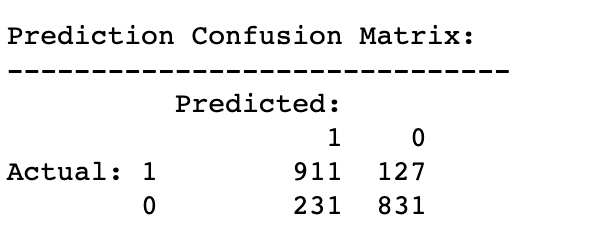 Prediction Confusion Matrix:
------------------------------
Predicted:
1 0
Actual: 1 911 127
0 231 831